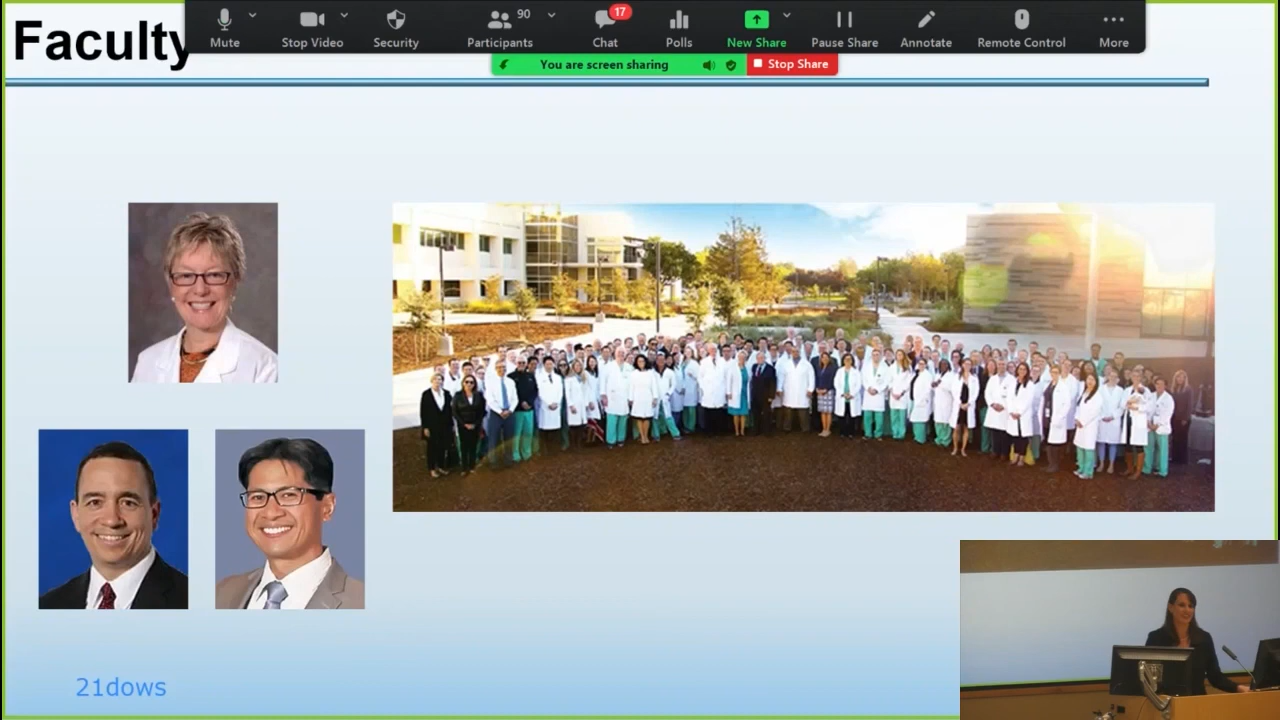 Faculty
Mute
Stop Video
Security
90
Participants
17
Chat
Polls
New Share
Pause Share
Annotate
Remote Control
More
You are screen sharing
Stop Share
21dows